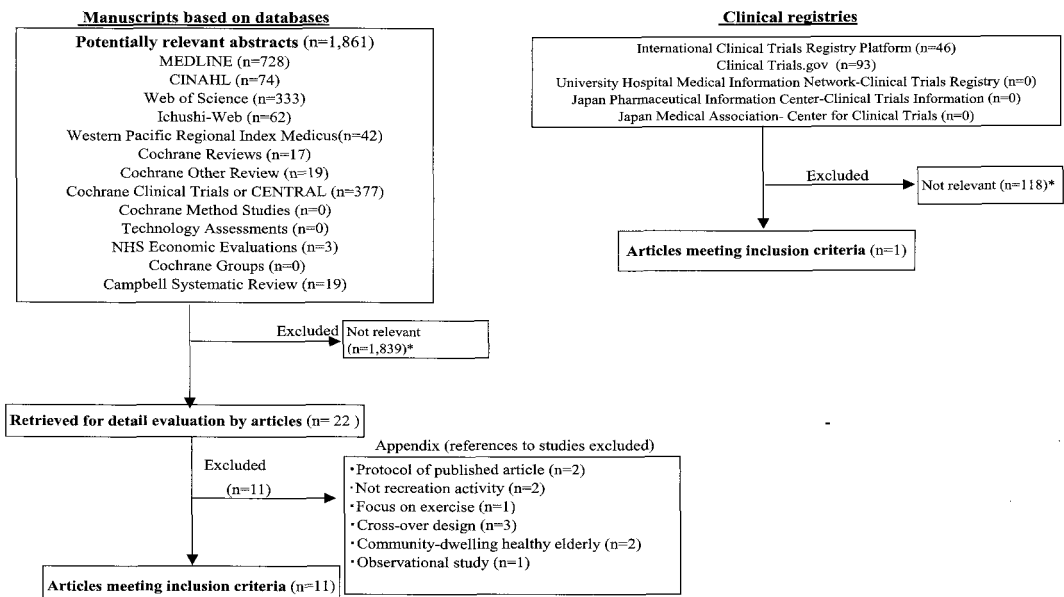 Manuscripts based on databases
Potentially relevant abstracts (n=1,861)
MEDLINE (n=728)
CINAHL (n=74)
Web of Science (n=333)
Ichushi-Web (n=62)
Western Pacific Regional Index Medicus(n=42)
Cochrane Reviews (n=17)
Cochrane Other Review (n=19)
Cochrane Clinical Trials or CENTRAL (n=377)
Cochrane Method Studies (n=0)
Technology Assessments (n=0)
NHS Economic Evaluations (n=3)
Cochrane Groups (n=0)
Campbell Systematic Review (n=19)
Excluded
Not relevant
(n=1,839)*
Retrieved for detail evaluation by articles (n= 22 )
Excluded
(n=11)
Appendix (references to studies excluded)
・Protocol of published article (n=2)
・Not recreation activity (n=2)
・Focus on exercise (n=1)
・Cross-over design (n=3)
・Community-dwelling healthy elderly (n=2)
・Observational study (n=1)
Articles meeting inclusion criteria (n=11)
Clinical registries
International Clinical Trials Registry Platform (n=46)
Clinical Trials.gov (n=93)
University Hospital Medical Information Network-Clinical Trials Registry (n=0)
Japan Pharmaceutical Information Center-Clinical Trials Information (n=0)
Japan Medical Association- Center for Clinical Trials (n=0)
Excluded
Not relevant (n=118)*
Articles meeting inclusion criteria (n=1)